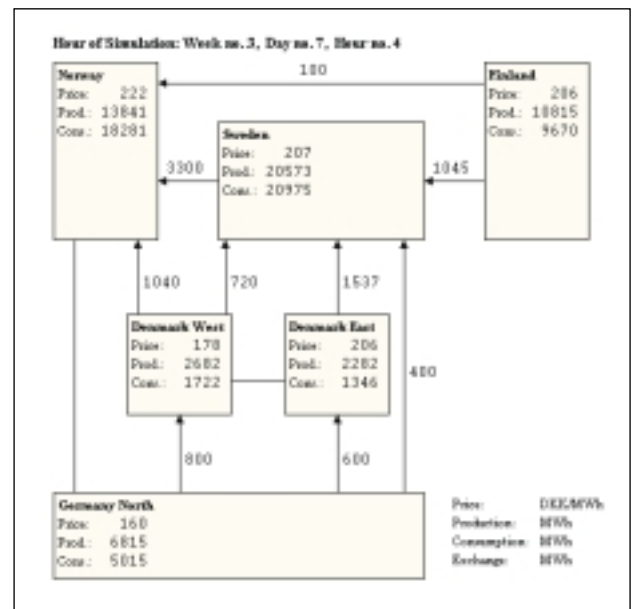 Hour of Simulation: Week no. 3, Day no. 7, Hour no. 4
Norway
Price: 222
Prod.: 13841
Cons.: 18281
100
Finland
Price: 206
Prod.: 10815
Cons.: 9670
Sweden
Price: 207
Prod.: 20573
Cons.: 20975
3300
1045
1040
720
1537
Denmark West
Price: 178
Prod.: 2682
Cons.: 1722
Denmark East
Price: 206
Prod.: 2282
Cons.: 1346
400
800
600
Germany North
Price: 160
Prod.: 6815
Cons.: 5015
Price: DKK/MWh
Production: MWh
Consumption: MWh
Exchange: MWh